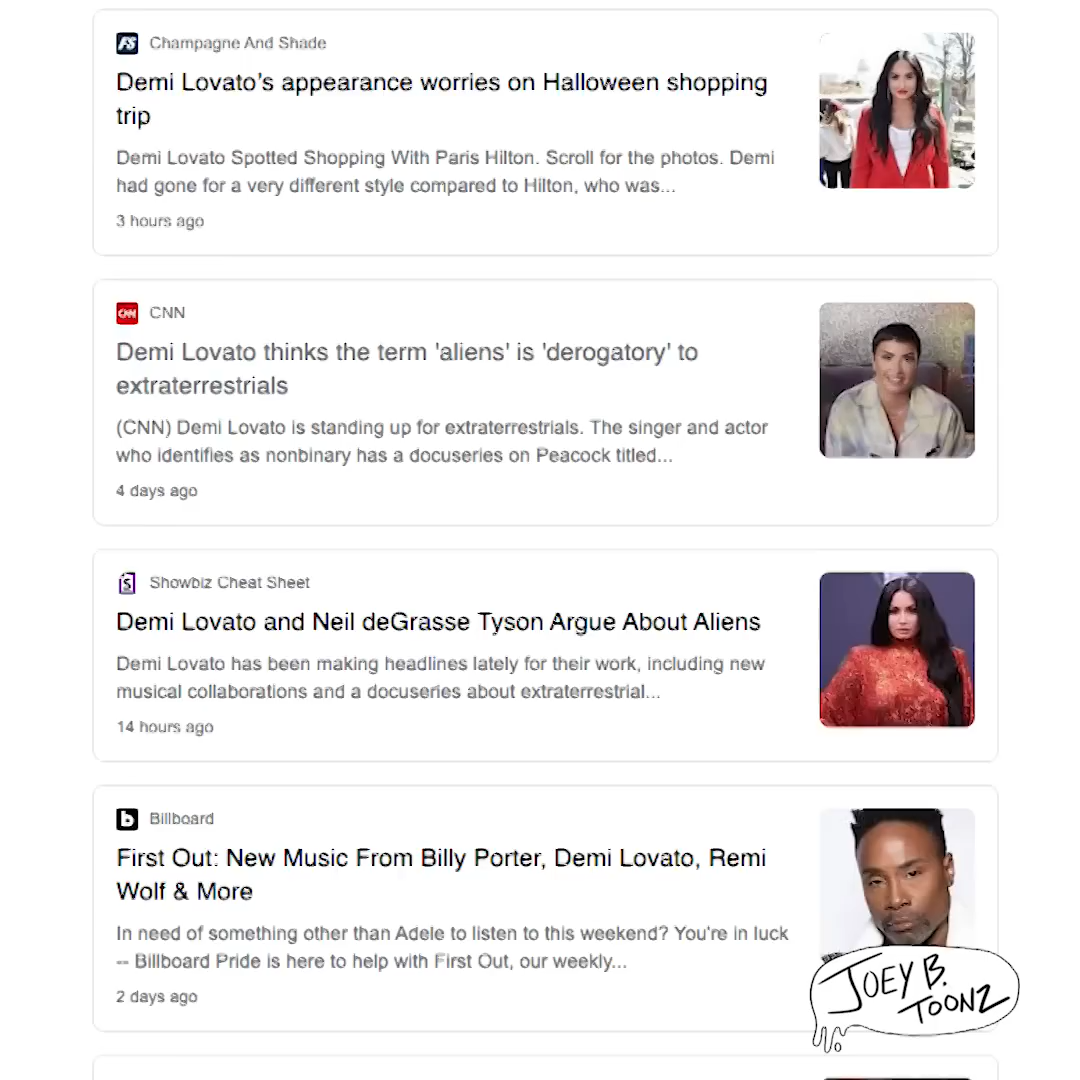 Champagne And Shade
Demi Lovato's appearance worries on Halloween shopping
trip
Demi Lovato Spotted Shopping With Paris Hilton. Scroll for the photos. Demi
had gone for a very different style compared to Hilton, who was...
3 hours ago
CNN
CNN
Demi Lovato thinks the term 'aliens' is 'derogatory' to
extraterrestrials
(CNN) Demi Lovato is standing up for extraterrestrials. The singer and actor
who identifies as nonbinary has a docuseries on Peacock titled...
4 days ago
S Showbiz Cheat Sheet
Demi Lovato and Neil deGrasse Tyson Argue About Aliens
Demi Lovato has been making headlines lately for their work, including new
musical collaborations and a docuseries about extraterrestrial...
14 hours ago
b Billboard
First Out: New Music From Billy Porter, Demi Lovato, Remi
Wolf & More
In need of something other than Adele to listen to this weekend? You're in luck
-- Billboard Pride is here to help with First Out, our weekly...
2 days ago
JOEY B.
TOONZ